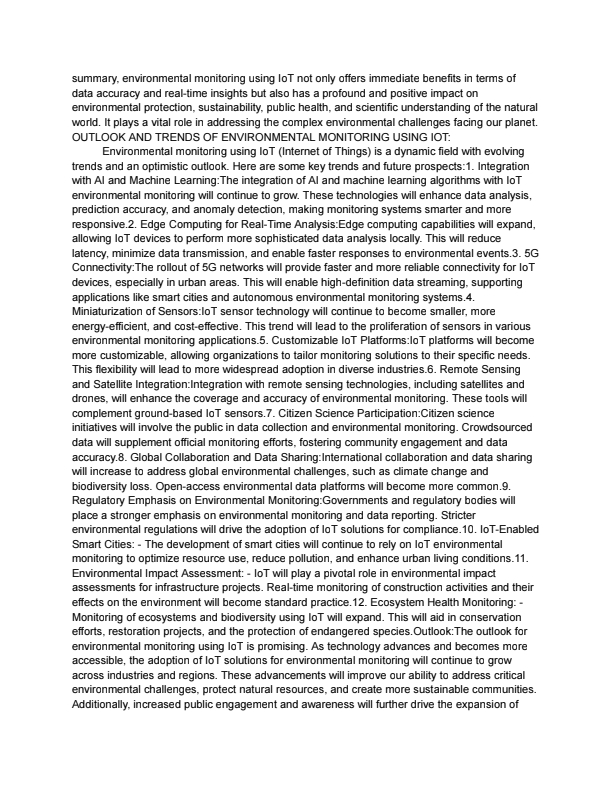 summary, environmental monitoring using IoT not only offers immediate benefits in terms of
data accuracy and real-time insights but also has a profound and positive impact on
environmental protection, sustainability, public health, and scientific understanding of the natural
world. It plays a vital role in addressing the complex environmental challenges facing our planet.
OUTLOOK AND TRENDS OF ENVIRONMENTAL MONITORING USING IOT:
Environmental monitoring using IoT (Internet of Things) is a dynamic field with evolving
trends and an optimistic outlook. Here are some key trends and future prospects:1. Integration
with AI and Machine Learning:The integration of AI and machine learning algorithms with IoT
environmental monitoring will continue to grow. These technologies will enhance data analysis,
prediction accuracy, and anomaly detection, making monitoring systems smarter and more
responsive.2. Edge Computing for Real-Time Analysis:Edge computing capabilities will expand,
allowing IoT devices to perform more sophisticated data analysis locally. This will reduce
latency, minimize data transmission, and enable faster responses to environmental events.3. 5G
Connectivity:The rollout of 5G networks will provide faster and more reliable connectivity for IoT
devices, especially in urban areas. This will enable high-definition data streaming, supporting
applications like smart cities and autonomous environmental monitoring systems.4.
Miniaturization of Sensors:IoT sensor technology will continue to become smaller, more
energy-efficient, and cost-effective. This trend will lead to the proliferation of sensors in various
environmental monitoring applications.5. Customizable IoT Platforms:IoT platforms will become
more customizable, allowing organizations to tailor monitoring solutions to their specific needs.
This flexibility will lead to more widespread adoption in diverse industries.6. Remote Sensing
and Satellite Integration:Integration with remote sensing technologies, including satellites and
drones, will enhance the coverage and accuracy of environmental monitoring. These tools will
complement ground-based IoT sensors.7. Citizen Science Participation:Citizen science
initiatives will involve the public in data collection and environmental monitoring. Crowdsourced
data will supplement official monitoring efforts, fostering community engagement and data
accuracy.8. Global Collaboration and Data Sharing:International collaboration and data sharing
will increase to address global environmental challenges, such as climate change and
biodiversity loss. Open-access environmental data platforms will become more common.9.
Regulatory Emphasis on Environmental Monitoring:Governments and regulatory bodies will
place a stronger emphasis on environmental monitoring and data reporting. Stricter
environmental regulations will drive the adoption of IoT solutions for compliance.10. IoT-Enabled
Smart Cities: - The development of smart cities will continue to rely on IoT environmental
monitoring to optimize resource use, reduce pollution, and enhance urban living conditions.11.
Environmental Impact Assessment: - IoT will play a pivotal role in environmental impact
assessments for infrastructure projects. Real-time monitoring of construction activities and their
effects on the environment will become standard practice.12. Ecosystem Health Monitoring: -
Monitoring of ecosystems and biodiversity using IoT will expand. This will aid in conservation
efforts, restoration projects, and the protection of endangered species.Outlook:The outlook for
environmental monitoring using IoT is promising. As technology advances and becomes more
accessible, the adoption of IoT solutions for environmental monitoring will continue to grow
across industries and regions. These advancements will improve our ability to address critical
environmental challenges, protect natural resources, and create more sustainable communities.
Additionally, increased public engagement and awareness will further drive the expansion of